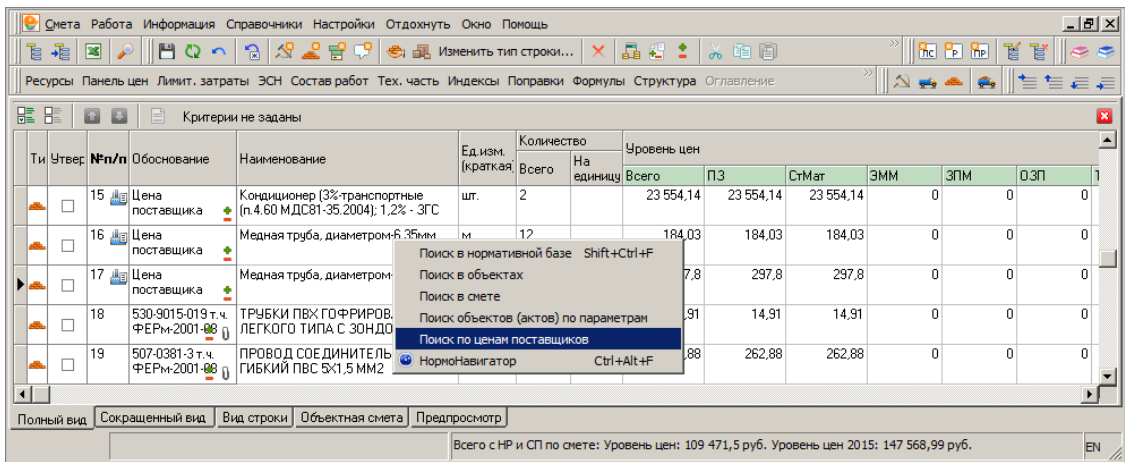 Смета Работа Информация Справочники Настройки Отдохнуть Окно Помощь
Изменить тип строки...
ЛС ЛР ЛНР
Ресурсы Панель цен Лимит. затраты ЭСН Состав работ Тех. часть Индексы Поправки Формулы Структура Оглавление
Критерии не заданы
Ти Утвер №п/п Обоснование Наименование Ед.изм. (краткая) Количество Уровень цен
Всего На единицу Всего ПЗ СтМат ЭММ ЗПМ ОЗП
15 Цена Кондиционер (3%-транспортные шт. 2 23 554,14 23 554,14 23 554,14 0 0 0
поставщика (п.4.60 МДС81-35.2004); 1,2% - ЗГС
16 Цена Медная труба, диаметром-6,35мм м 12 184,03 184,03 184,03 0 0 0
поставщика
17 Цена Медная труба, диаметром- 7,8 297,8 297,8 0 0 0
поставщика
18 530-9015-019 т.ч. ТРУБКИ ПВХ ГОФРИРОВ. ,91 14,91 14,91 0 0 0
ФЕРм-2001-08 ЛЕГКОГО ТИПА С ЗОНДО
19 507-0381-3 т.ч. ПРОВОД СОЕДИНИТЕЛЬ ,88 262,88 262,88 0 0 0
ФЕРм-2001-08 ГИБКИЙ ПВС 5X1,5 ММ2
Поиск в нормативной базе Shift+Ctrl+F
Поиск в объектах
Поиск в смете
Поиск объектов (актов) по параметрам
Поиск по ценам поставщиков
НормоНавигатор Ctrl+Alt+F
Полный вид Сокращенный вид Вид строки Объектная смета Предпросмотр
Всего с НР и СП по смете: Уровень цен: 109 471,5 руб. Уровень цен 2015: 147 568,99 руб. EN